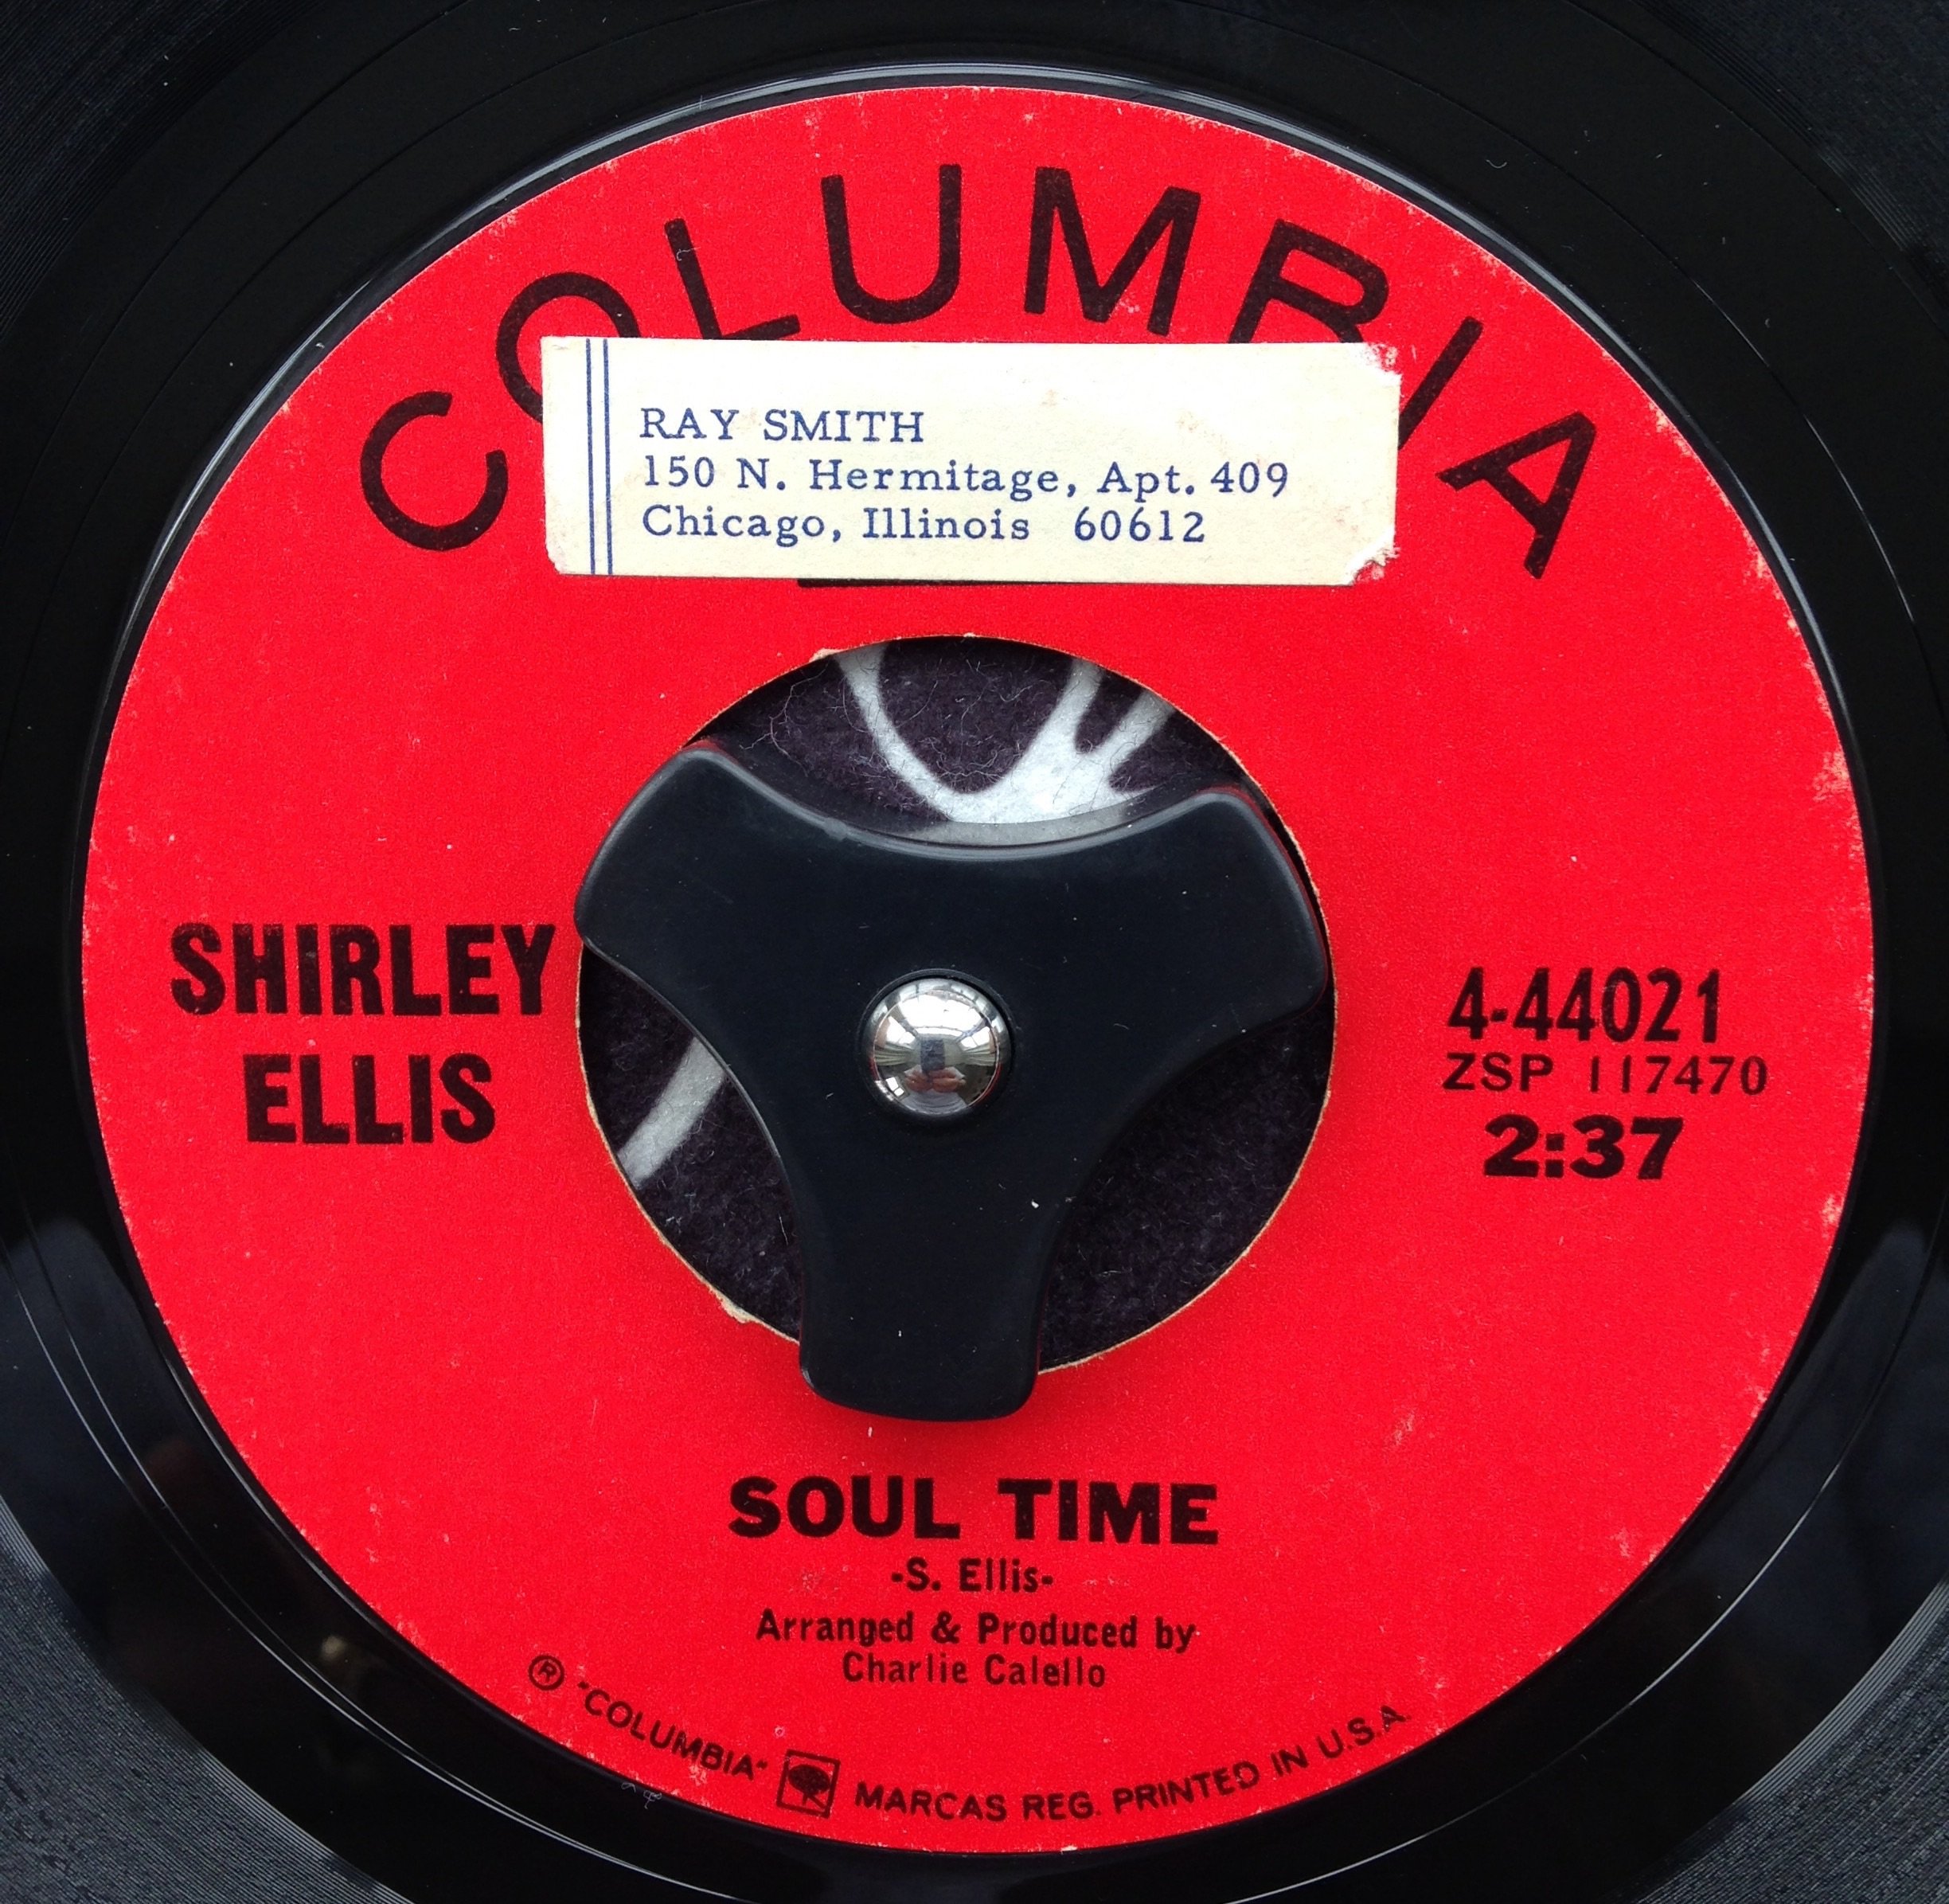 COLUMBIA
RAY SMITH
150 N. Hermitage, Apt. 409
Chicago, Illinois 60612
SHIRLEY
ELLIS
4-44021
ZSP 117470
2:37
SOUL TIME
-S. Ellis-
Arranged & Produced by
Charlie Calello
® "COLUMBIA" MARCAS REG. PRINTED IN U.S.A.